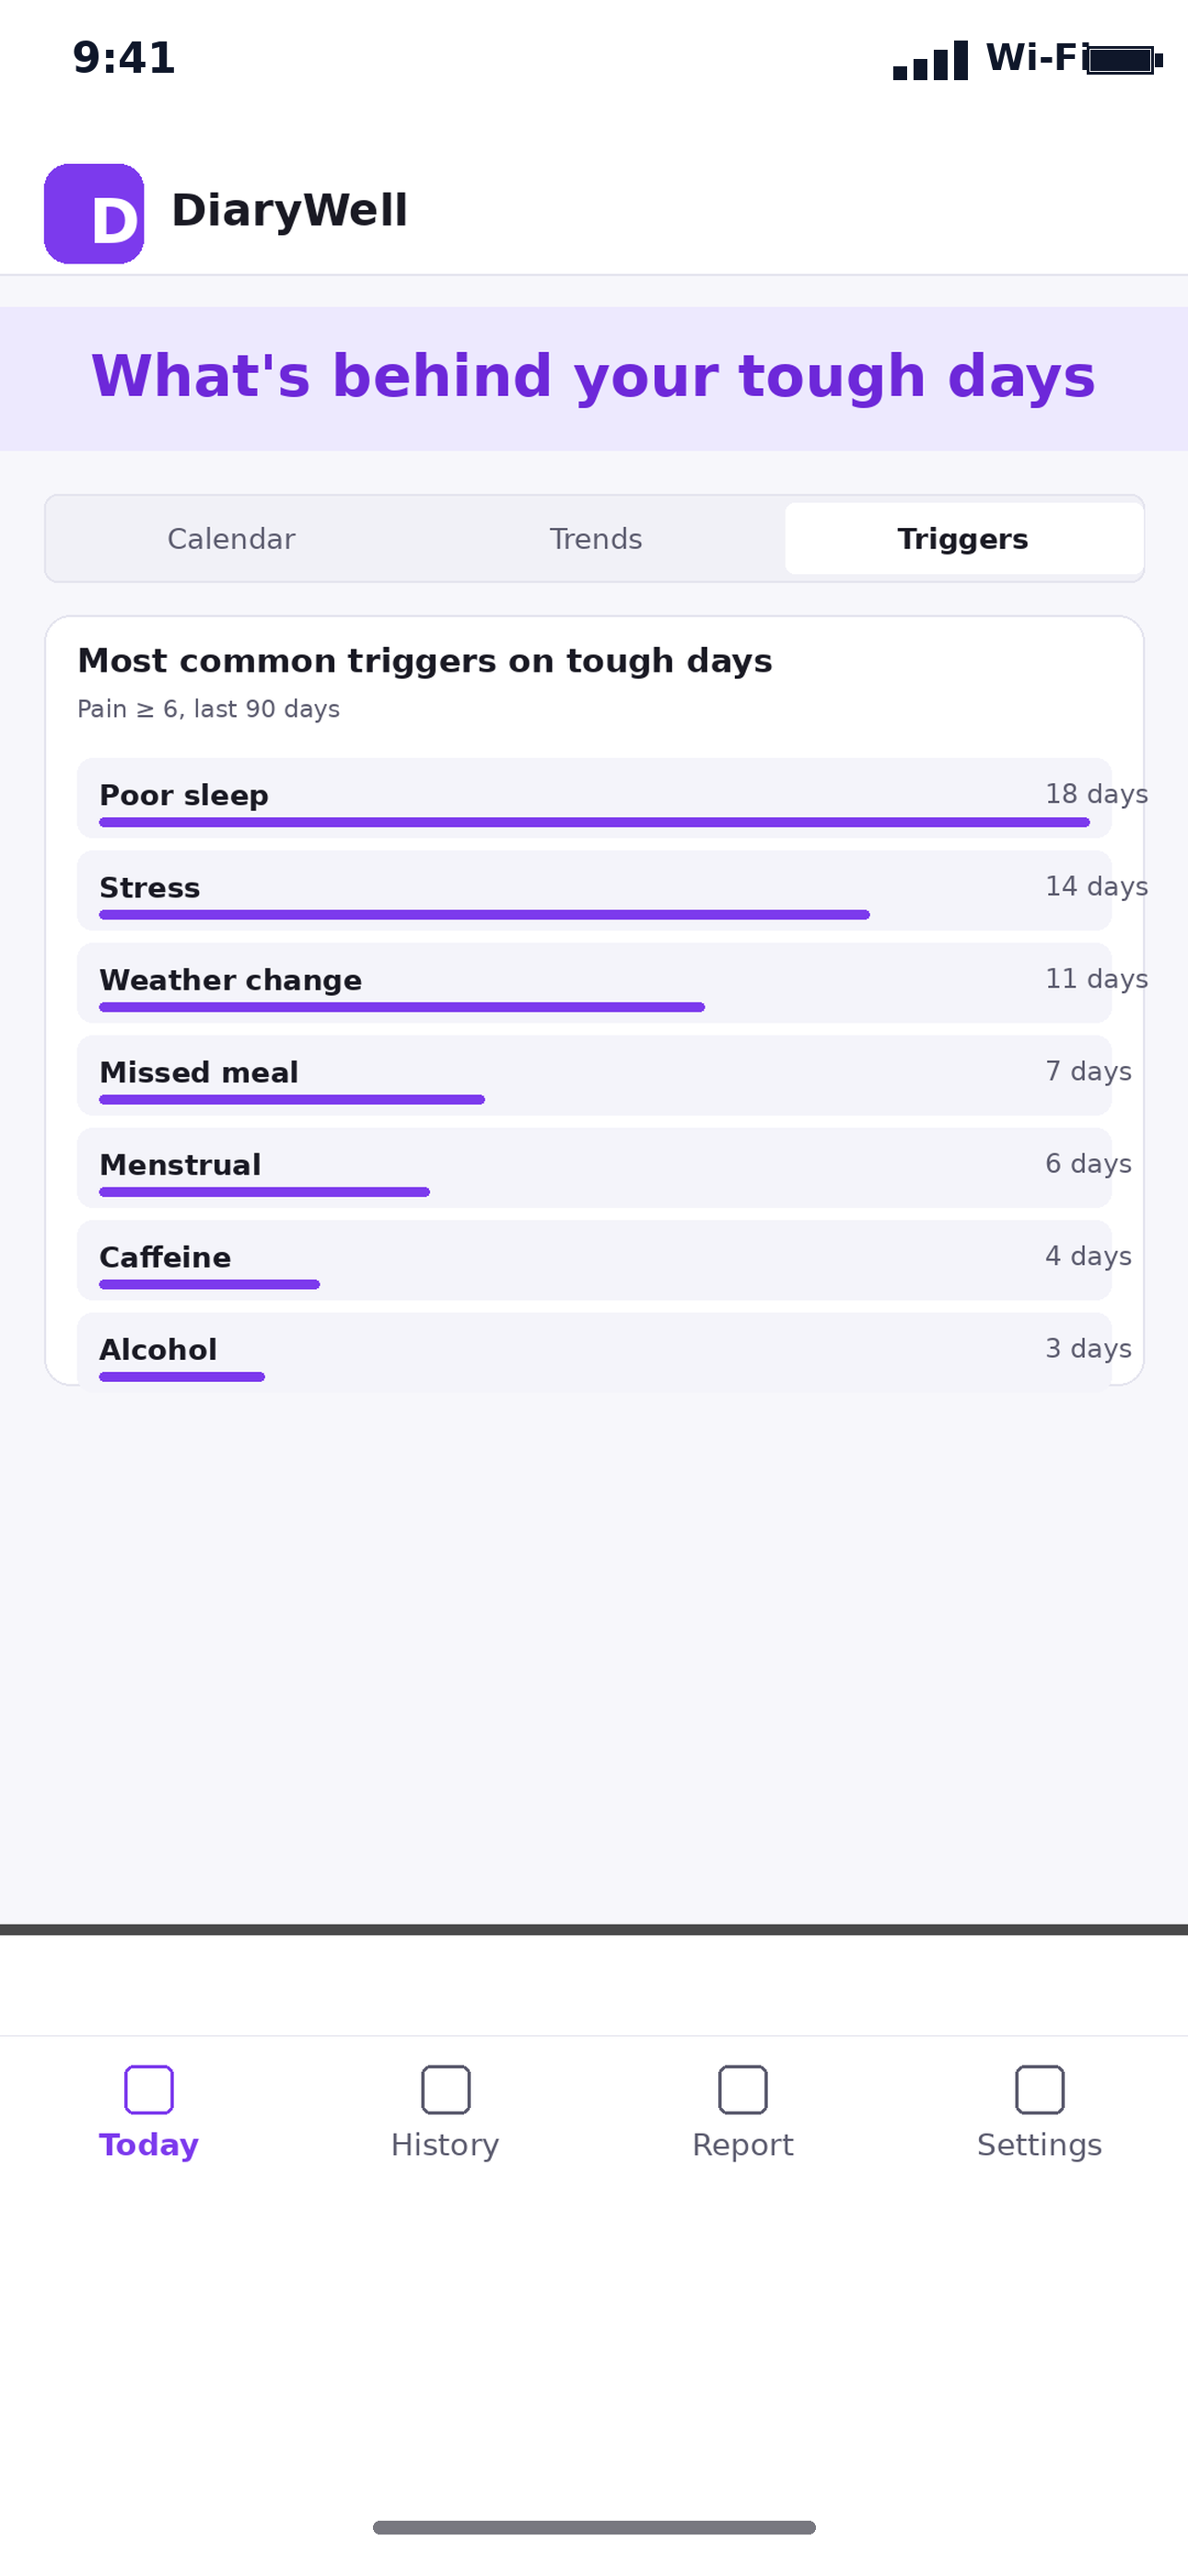 9:41 Wi-Fi
D DiaryWell
What's behind your tough days
Calendar Trends Triggers
Most common triggers on tough days
Pain ≥ 6, last 90 days
Poor sleep 18 days
Stress 14 days
Weather change 11 days
Missed meal 7 days
Menstrual 6 days
Caffeine 4 days
Alcohol 3 days
Today History Report Settings